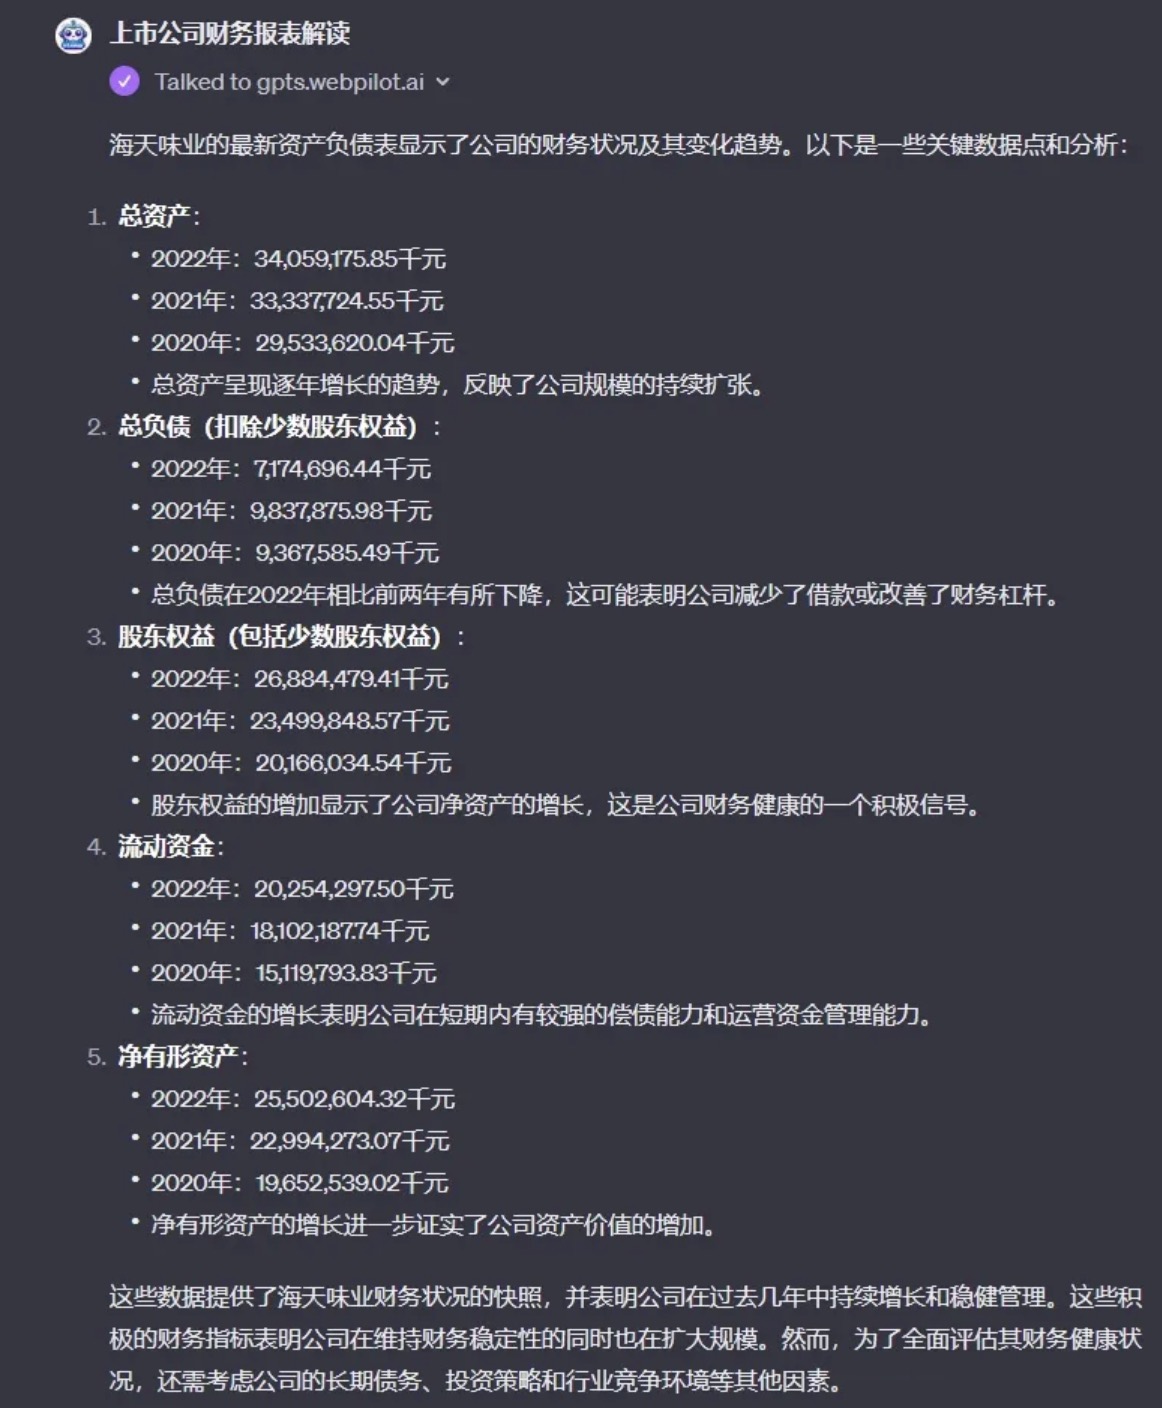 上市公司财务报表解读
Talked to gpts.webpilot.ai
海天味业的最新资产负债表显示了公司的财务状况及其变化趋势。以下是一些关键数据点和分析：
1. 总资产：
• 2022年：34,059,175.85千元
• 2021年：33,337,724.55千元
• 2020年：29,533,620.04千元
• 总资产呈现逐年增长的趋势，反映了公司规模的持续扩张。
2. 总负债（扣除少数股东权益）：
• 2022年：7,174,696.44千元
• 2021年：9,837,875.98千元
• 2020年：9,367,585.49千元
• 总负债在2022年相比前两年有所下降，这可能表明公司减少了借款或改善了财务杠杆。
3. 股东权益（包括少数股东权益）：
• 2022年：26,884,479.41千元
• 2021年：23,499,848.57千元
• 2020年：20,166,034.54千元
• 股东权益的增加显示了公司净资产的增长，这是公司财务健康的一个积极信号。
4. 流动资金：
• 2022年：20,254,297.50千元
• 2021年：18,102,187.74千元
• 2020年：15,119,793.83千元
• 流动资金的增长表明公司在短期内有较强的偿债能力和运营资金管理能力。
5. 净有形资产：
• 2022年：25,502,604.32千元
• 2021年：22,994,273.07千元
• 2020年：19,652,539.02千元
• 净有形资产的增长进一步证实了公司资产价值的增加。
这些数据提供了海天味业财务状况的快照，并表明公司在过去几年中持续增长和稳健管理。这些积
极的财务指标表明公司在维持财务稳定性的同时也在扩大规模。然而，为了全面评估其财务健康状
况，还需考虑公司的长期债务、投资策略和行业竞争环境等其他因素。